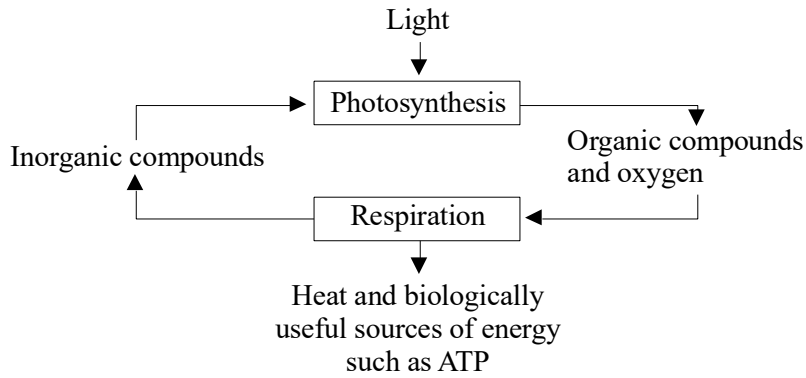 Light
Photosynthesis
Inorganic compounds
Organic compounds
and oxygen
Respiration
Heat and biologically
useful sources of energy
such as ATP